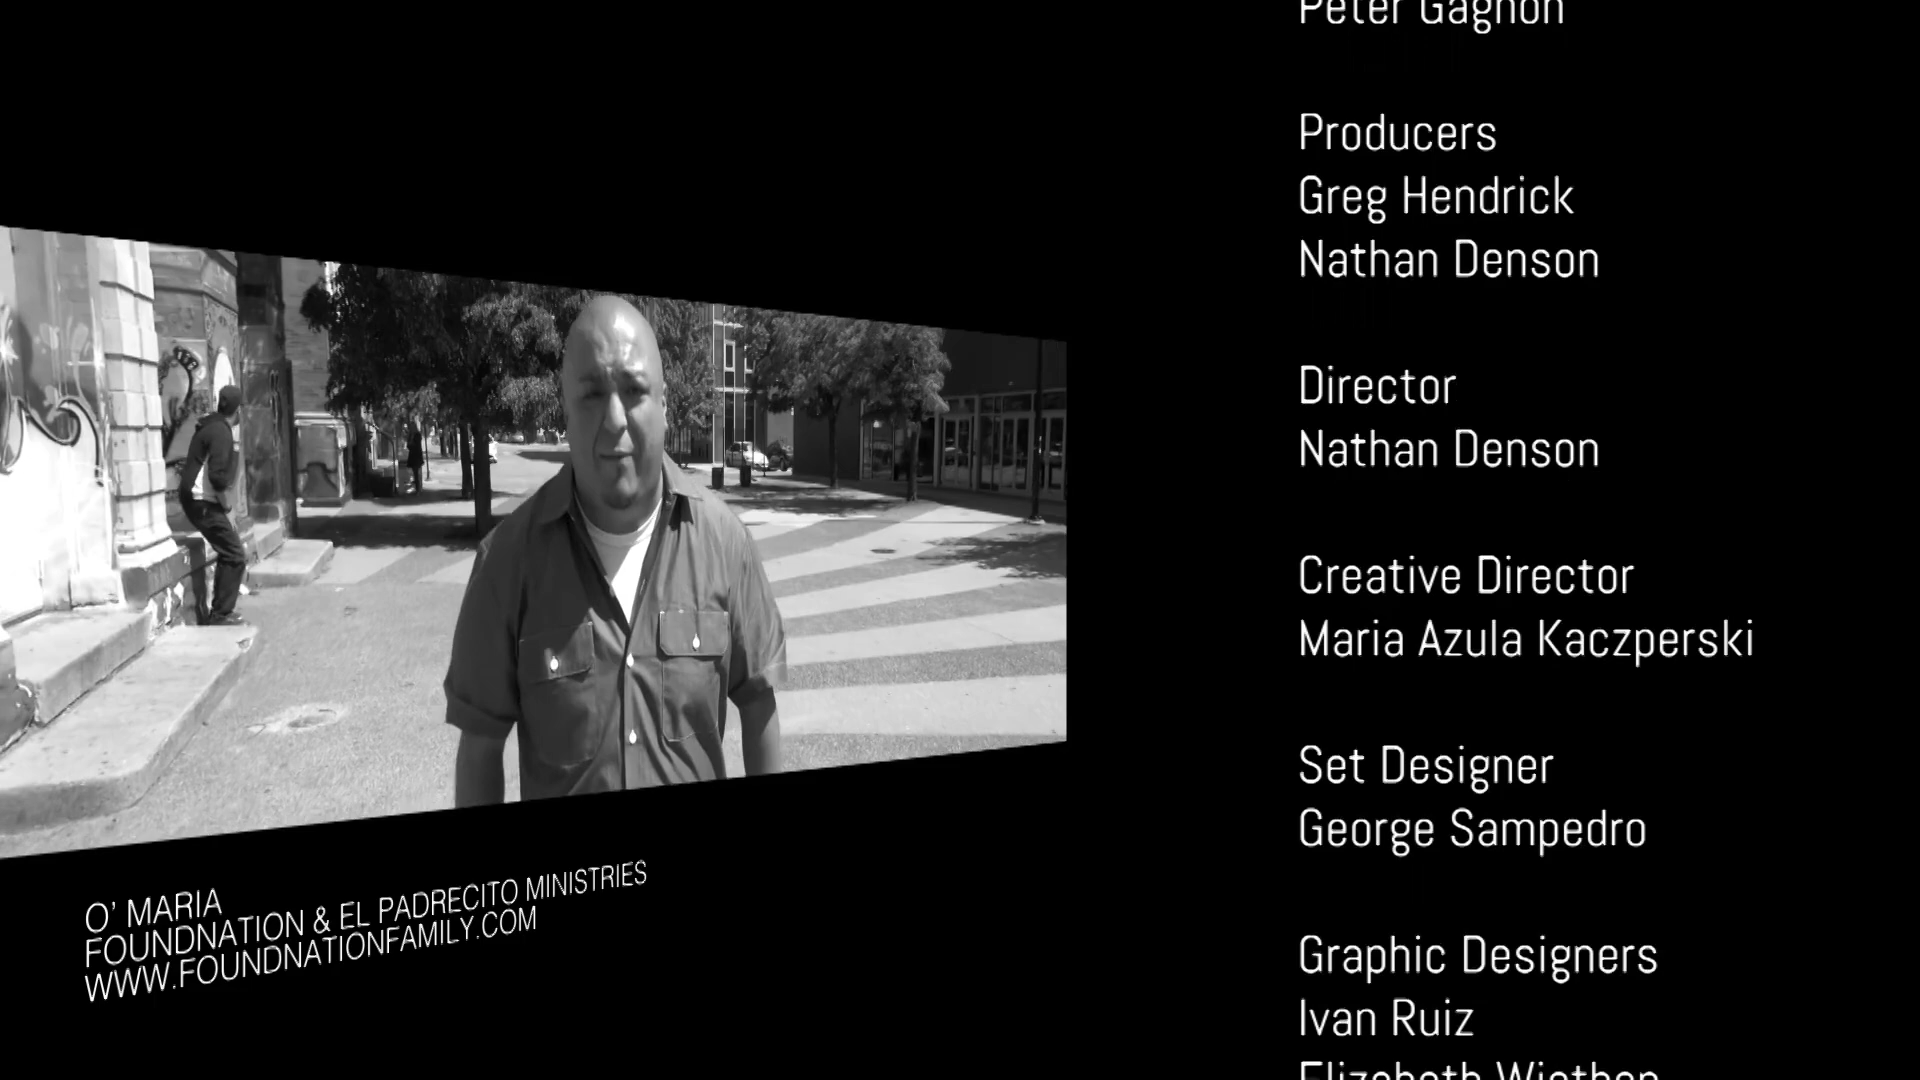 Peter Gagnon
Producers
Greg Hendrick
Nathan Denson
Director
Nathan Denson
Creative Director
Maria Azula Kaczperski
Set Designer
George Sampedro
Graphic Designers
Ivan Ruiz
O' MARIA
FOUNDNATION & EL PADRECITO MINISTRIES
WWW.FOUNDNATIONFAMILY.COM